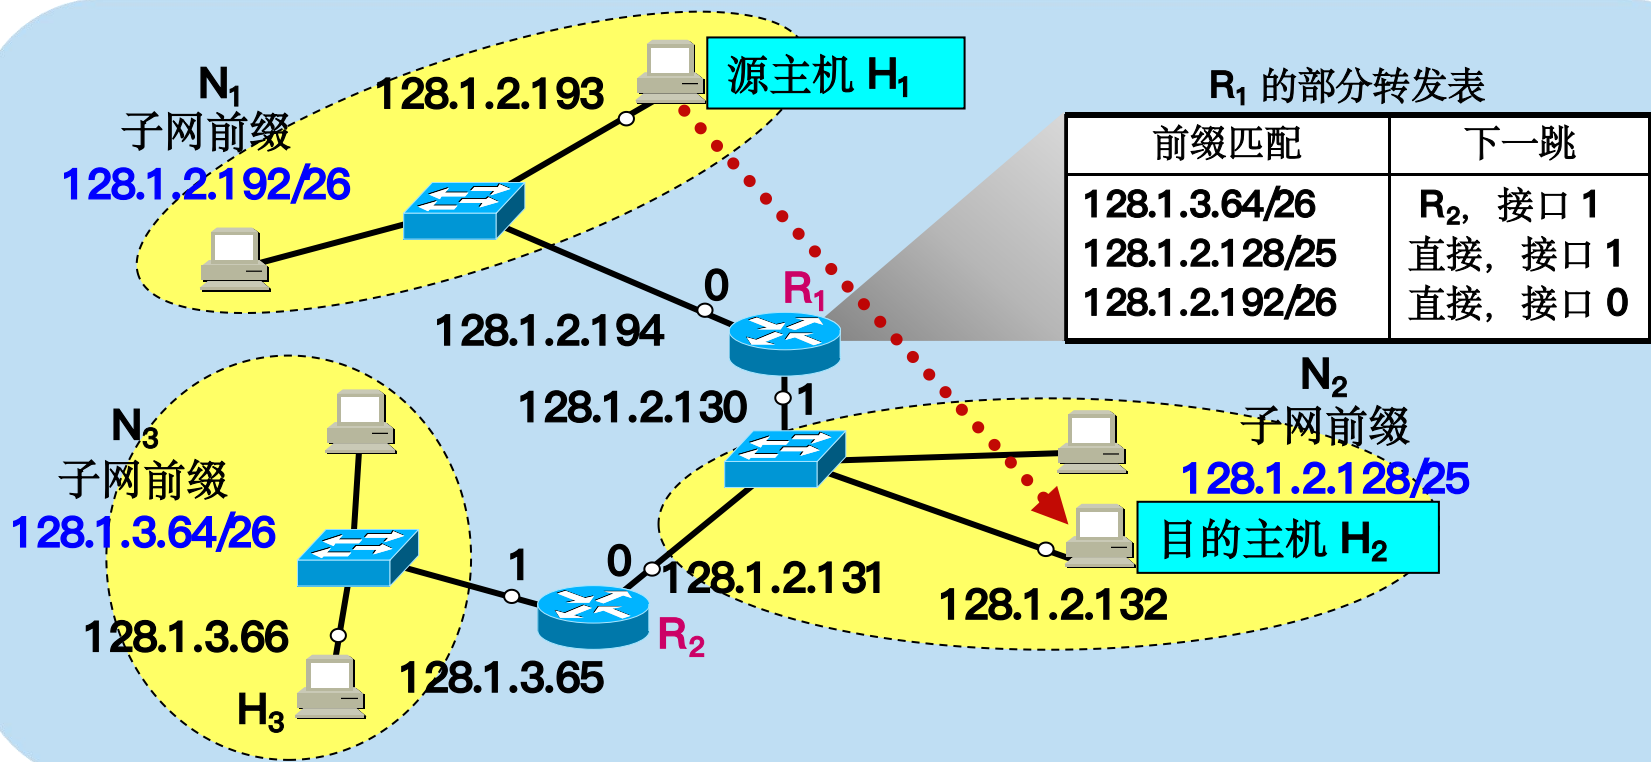 N1
子网前缀
128.1.2.192/26
128.1.2.193
源主机 H1
R1 的部分转发表
前缀匹配 下一跳
128.1.3.64/26 R2, 接口 1
128.1.2.128/25 直接, 接口 1
128.1.2.192/26 直接, 接口 0
0
R1
128.1.2.194
128.1.2.130
1
N2
子网前缀
128.1.2.128/25
目的主机 H2
128.1.2.132
N3
子网前缀
128.1.3.64/26
1
0
128.1.2.131
R2
128.1.3.66
128.1.3.65
H3